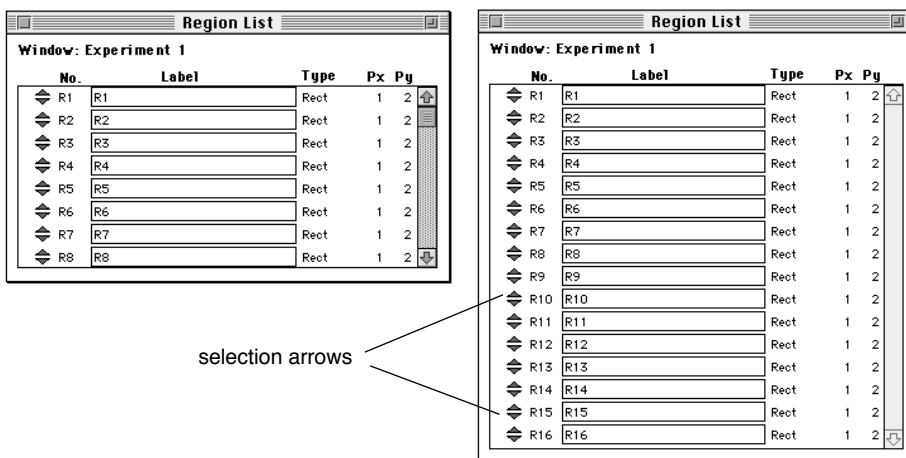 Region List
Window: Experiment 1
No. Label Type Px Py
R1 R1 Rect 1 2
R2 R2 Rect 1 2
R3 R3 Rect 1 2
R4 R4 Rect 1 2
R5 R5 Rect 1 2
R6 R6 Rect 1 2
R7 R7 Rect 1 2
R8 R8 Rect 1 2
Region List
Window: Experiment 1
No. Label Type Px Py
R1 R1 Rect 1 2
R2 R2 Rect 1 2
R3 R3 Rect 1 2
R4 R4 Rect 1 2
R5 R5 Rect 1 2
R6 R6 Rect 1 2
R7 R7 Rect 1 2
R8 R8 Rect 1 2
R9 R9 Rect 1 2
R10 R10 Rect 1 2
R11 R11 Rect 1 2
R12 R12 Rect 1 2
R13 R13 Rect 1 2
R14 R14 Rect 1 2
R15 R15 Rect 1 2
R16 R16 Rect 1 2
selection arrows